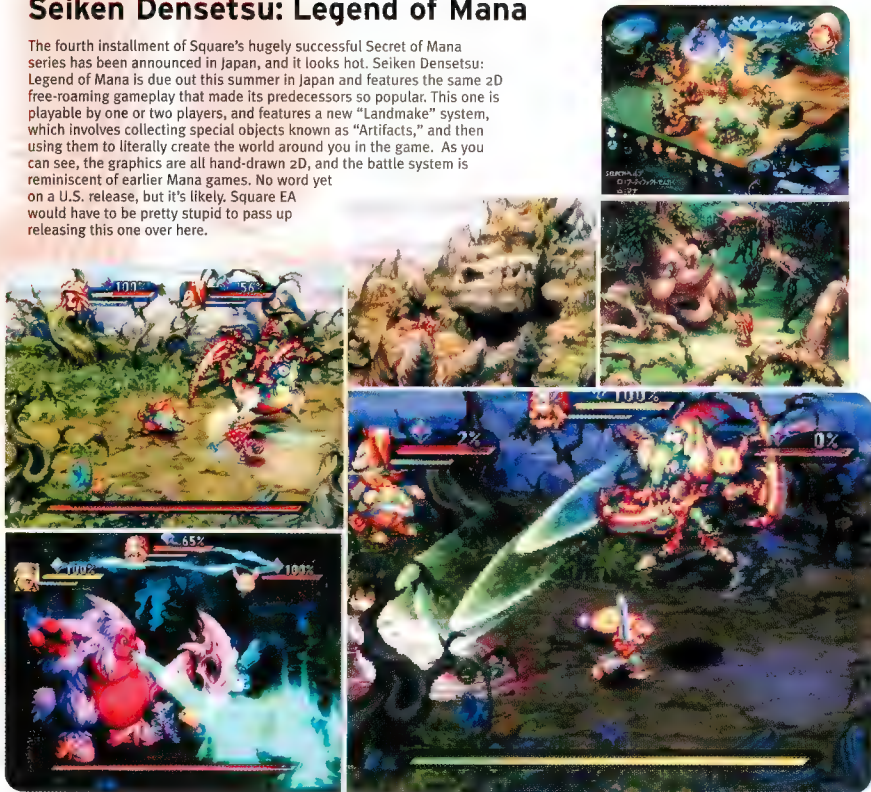 Seiken Densetsu: Legend of Mana
The fourth installment of Square's hugely successful Secret of Mana
series has been announced in Japan, and it looks hot. Seiken Densetsu:
Legend of Mana is due out this summer in Japan and features the same 2D
free-roaming gameplay that made its predecessors so popular. This one is
playable by one or two players, and features a new "Landmake" system,
which involves collecting special objects known as "Artifacts," and then
using them to literally create the world around you in the game. As you
can see, the graphics are all hand-drawn 2D, and the battle system is
reminiscent of earlier Mana games. No word yet
on a U.S. release, but it's likely. Square EA
would have to be pretty stupid to pass up
releasing this one over here.
Salamander
100%
56%
100%
2%
0%
65%
100%
100%